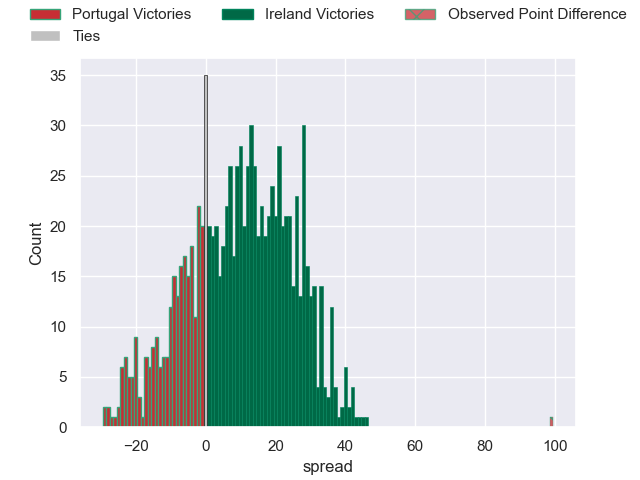 Portugal Victories
Ireland Victories
Observed Point Difference
Ties
35
30
25
20
15
10
5
0
Count
−20
0
20
40
60
80
100
spread